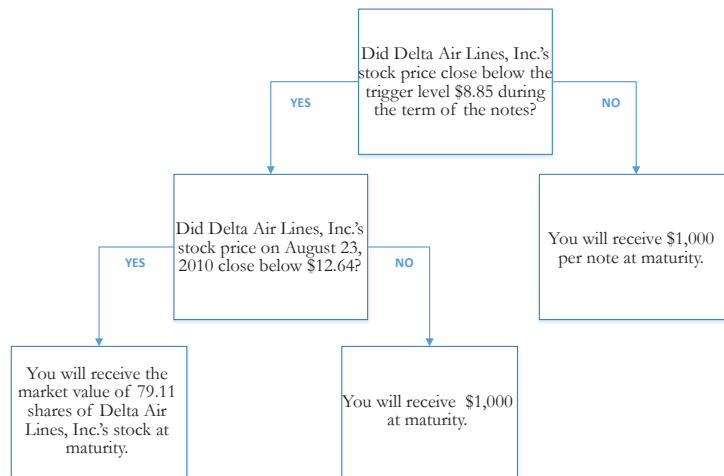 Did Delta Air Lines, Inc.'s
stock price close below the
trigger level $8.85 during
the term of the notes?
YES
NO
Did Delta Air Lines, Inc.'s
stock price on August 23,
2010 close below $12.64?
You will receive $1,000
per note at maturity.
YES
NO
You will receive the
market value of 79.11
shares of Delta Air
Lines, Inc.'s stock at
maturity.
You will receive $1,000
at maturity.